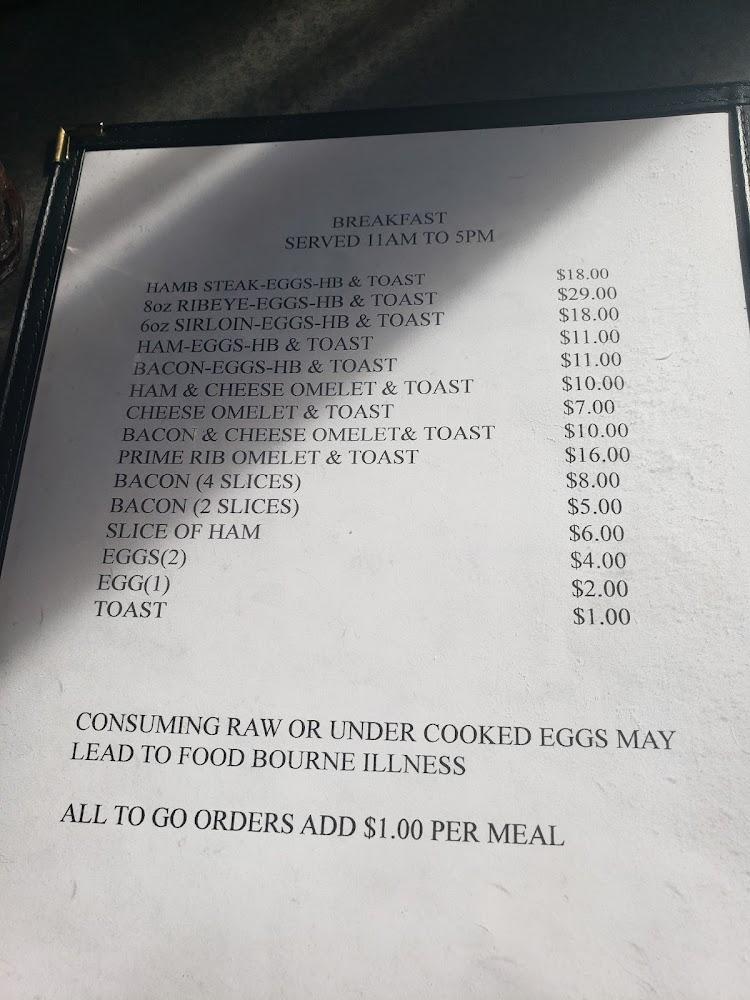 BREAKFAST
SERVED 11AM TO 5PM
HAMB STEAK-EGGS-HB & TOAST $18.00
8oz RIBEYE-EGGS-HB & TOAST $29.00
6oz SIRLOIN-EGGS-HB & TOAST $18.00
HAM-EGGS-HB & TOAST $11.00
BACON-EGGS-HB & TOAST $11.00
HAM & CHEESE OMELET & TOAST $10.00
CHEESE OMELET & TOAST $7.00
BACON & CHEESE OMELET& TOAST $10.00
PRIME RIB OMELET & TOAST $16.00
BACON (4 SLICES) $8.00
BACON (2 SLICES) $5.00
SLICE OF HAM $6.00
EGGS(2) $4.00
EGG(1) $2.00
TOAST $1.00
CONSUMING RAW OR UNDER COOKED EGGS MAY
LEAD TO FOOD BOURNE ILLNESS
ALL TO GO ORDERS ADD $1.00 PER MEAL